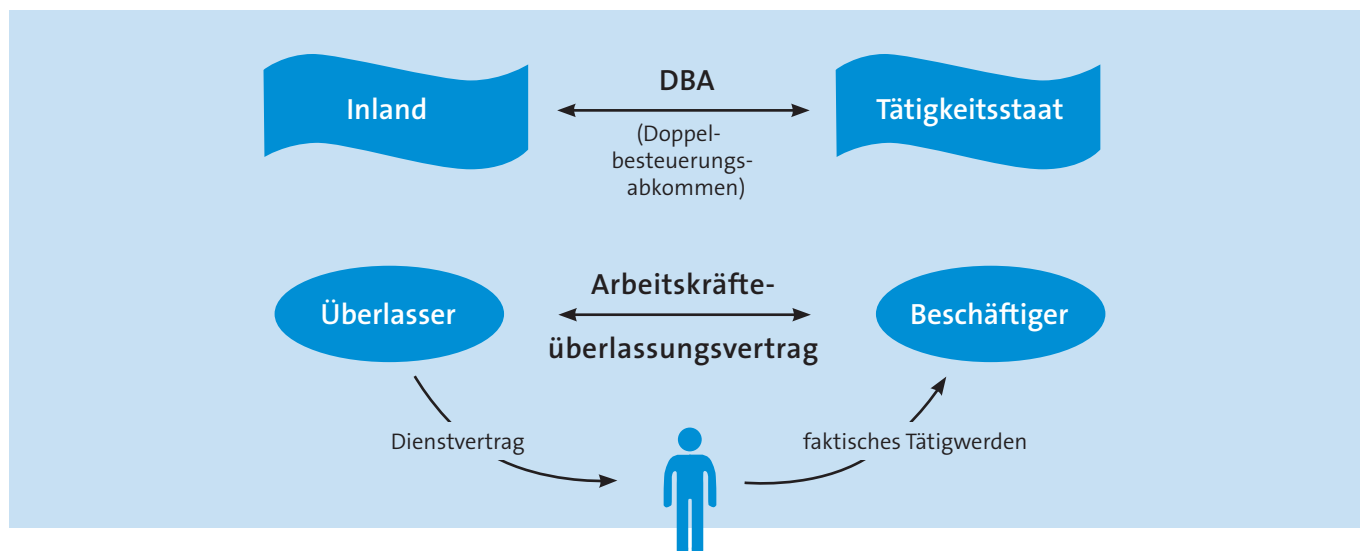 DBA
Inland
Tätigkeitsstaat
(Doppel-
besteuerungs-
abkommen)
Arbeitskräfte-
Überlasser
Beschäftiger
überlassungsvertrag
Dienstvertrag
faktisches Tätigwerden